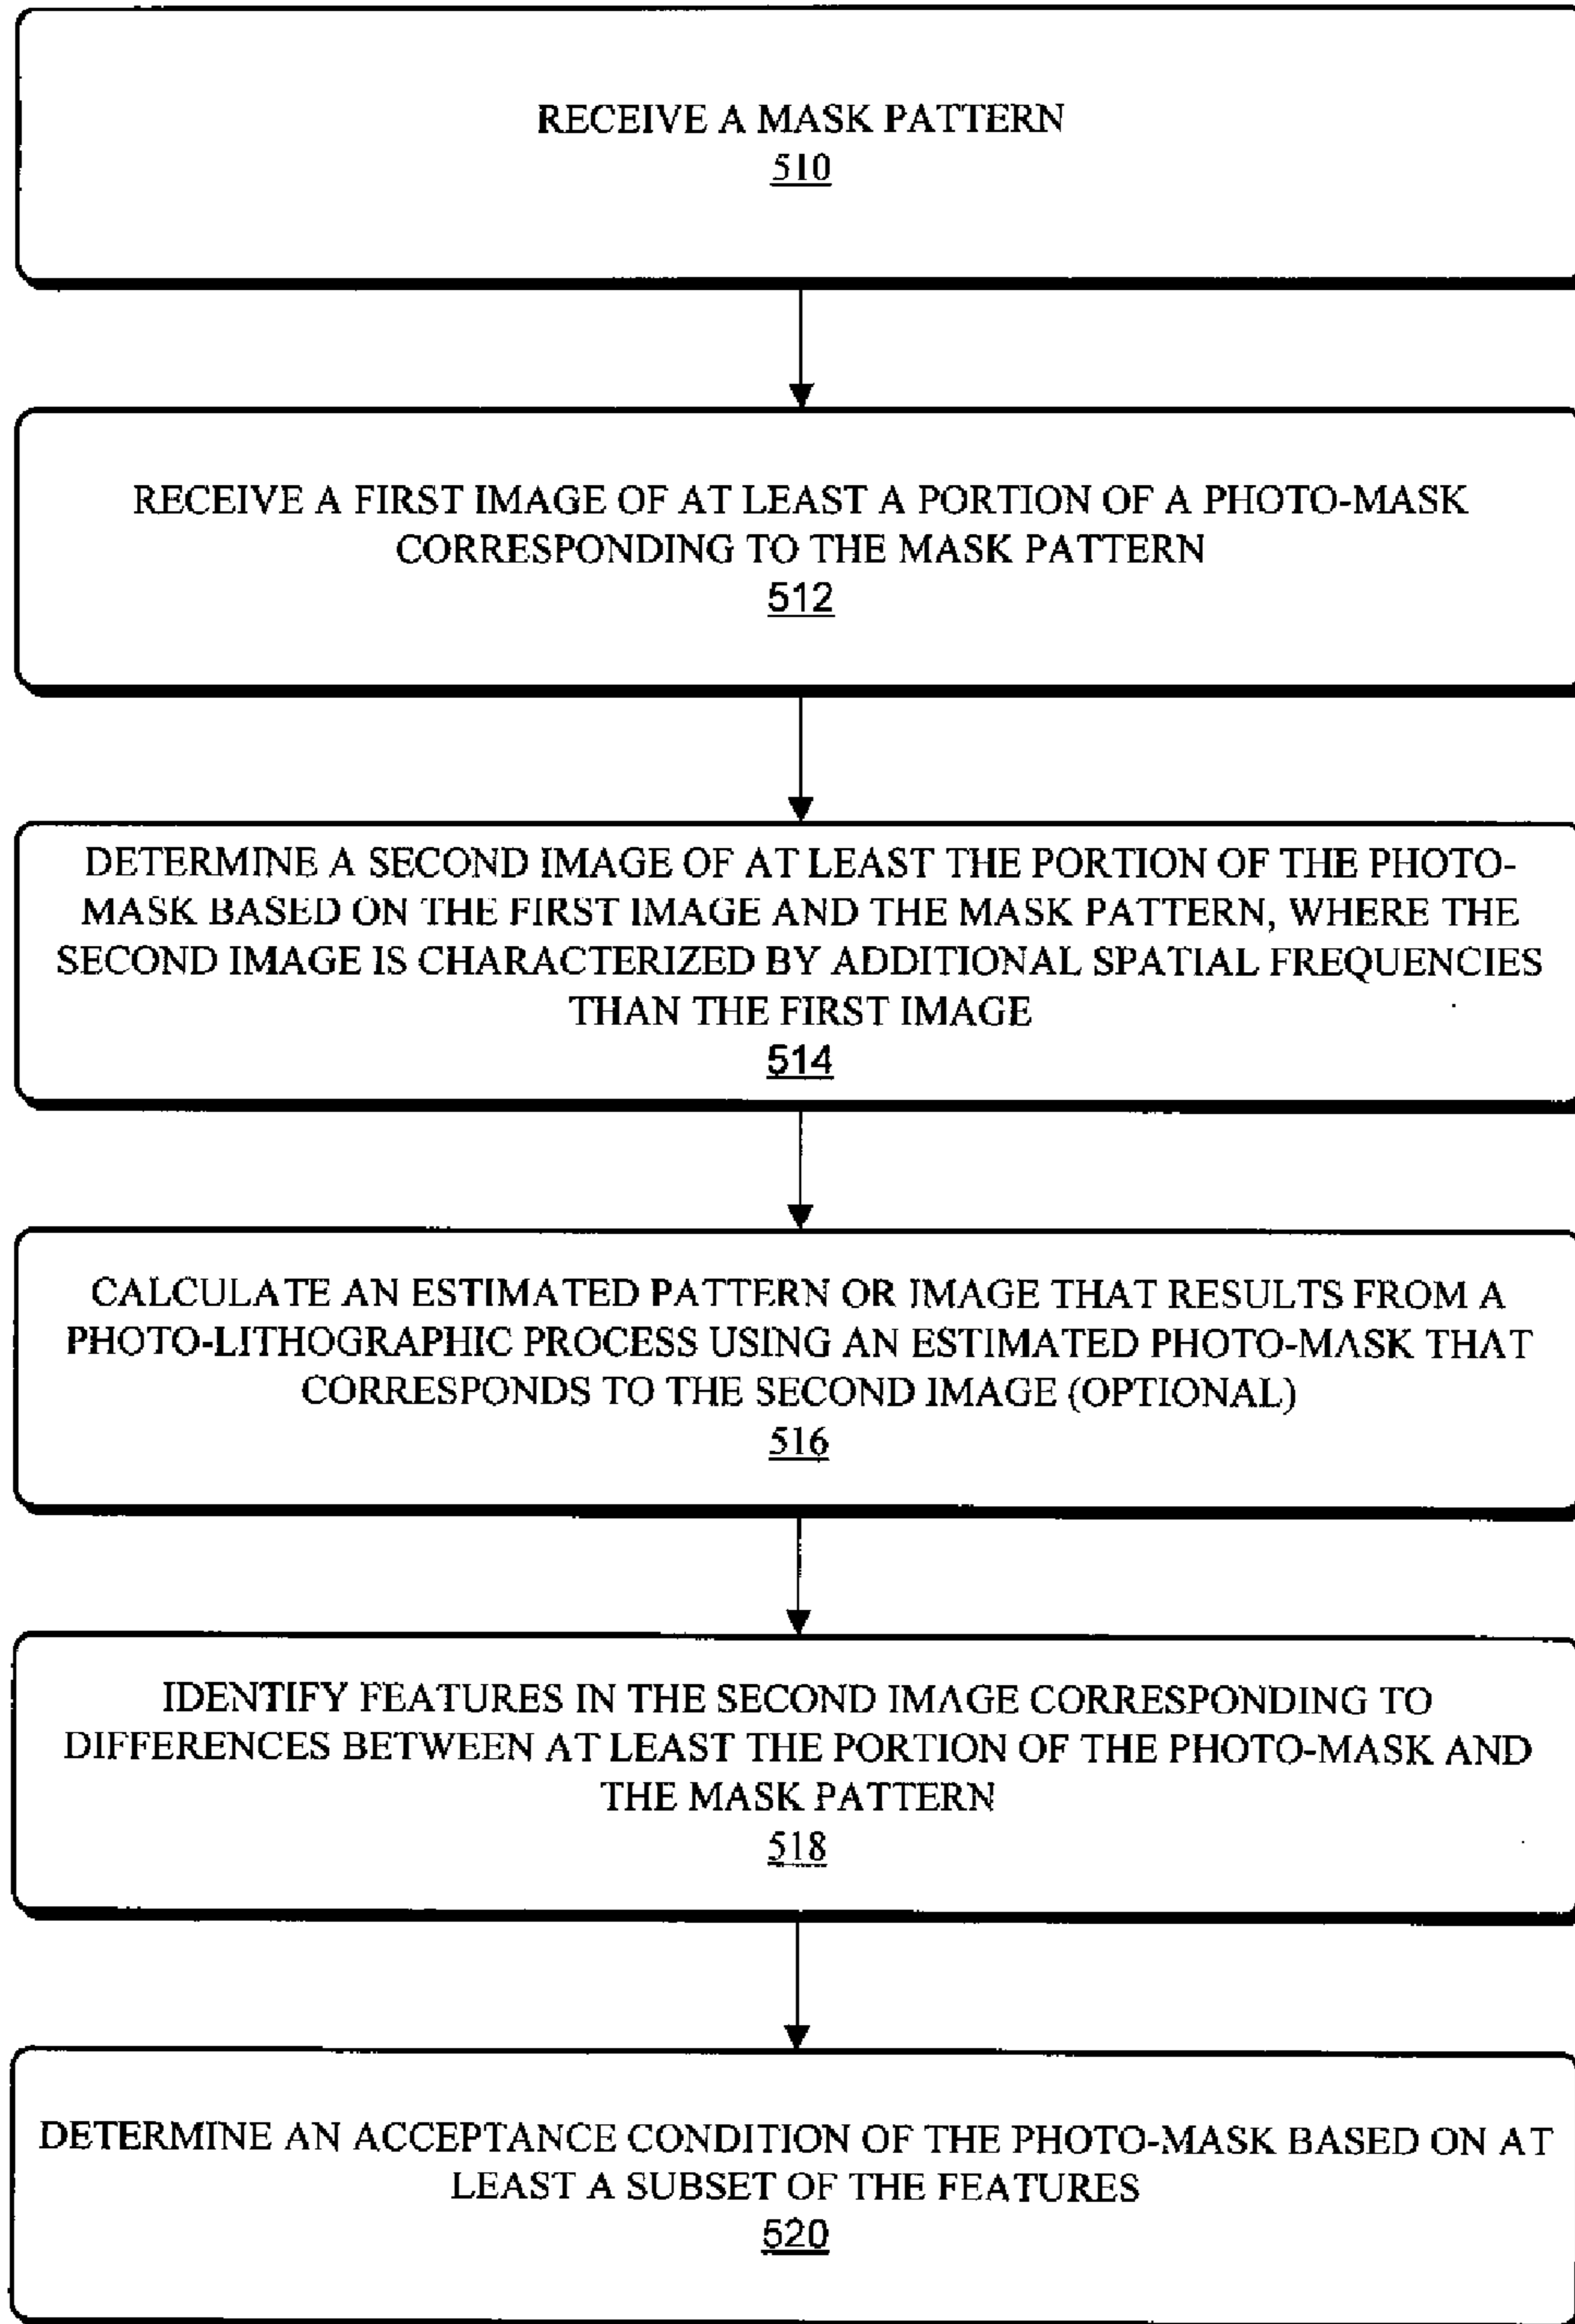 RECEIVE A MASK PATTERN
510
RECEIVE A FIRST IMAGE OF AT LEAST A PORTION OF A PHOTO-MASK
CORRESPONDING TO THE MASK PATTERN
512
DETERMINE A SECOND IMAGE OF AT LEAST THE PORTION OF THE PHOTO-
MASK BASED ON THE FIRST IMAGE AND THE MASK PATTERN, WHERE THE
SECOND IMAGE IS CHARACTERIZED BY ADDITIONAL SPATIAL FREQUENCIES
THAN THE FIRST IMAGE
514
CALCULATE AN ESTIMATED PATTERN OR IMAGE THAT RESULTS FROM A
PHOTO-LITHOGRAPHIC PROCESS USING AN ESTIMATED PHOTO-MASK THAT
CORRESPONDS TO THE SECOND IMAGE (OPTIONAL)
516
IDENTIFY FEATURES IN THE SECOND IMAGE CORRESPONDING TO
DIFFERENCES BETWEEN AT LEAST THE PORTION OF THE PHOTO-MASK AND
THE MASK PATTERN
518
DETERMINE AN ACCEPTANCE CONDITION OF THE PHOTO-MASK BASED ON AT
LEAST A SUBSET OF THE FEATURES
520